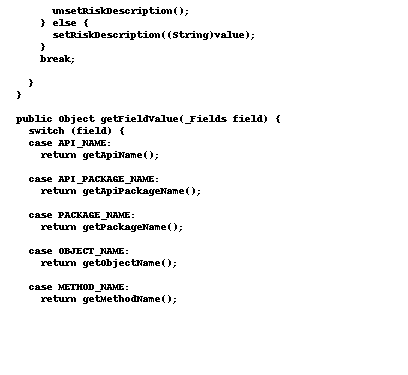 unsetRiskDescription();
} else {
setRiskDescription((String)value);
}
break;
}
}
public Object getFieldValue(_Fields field) {
switch (field) {
case API_NAME:
return getApiName();
case API_PACKAGE_NAME:
return getApiPackageName();
case PACKAGE_NAME:
return getPackageName();
case OBJECT_NAME:
return getObjectName();
case METHOD_NAME:
return getMethodName();